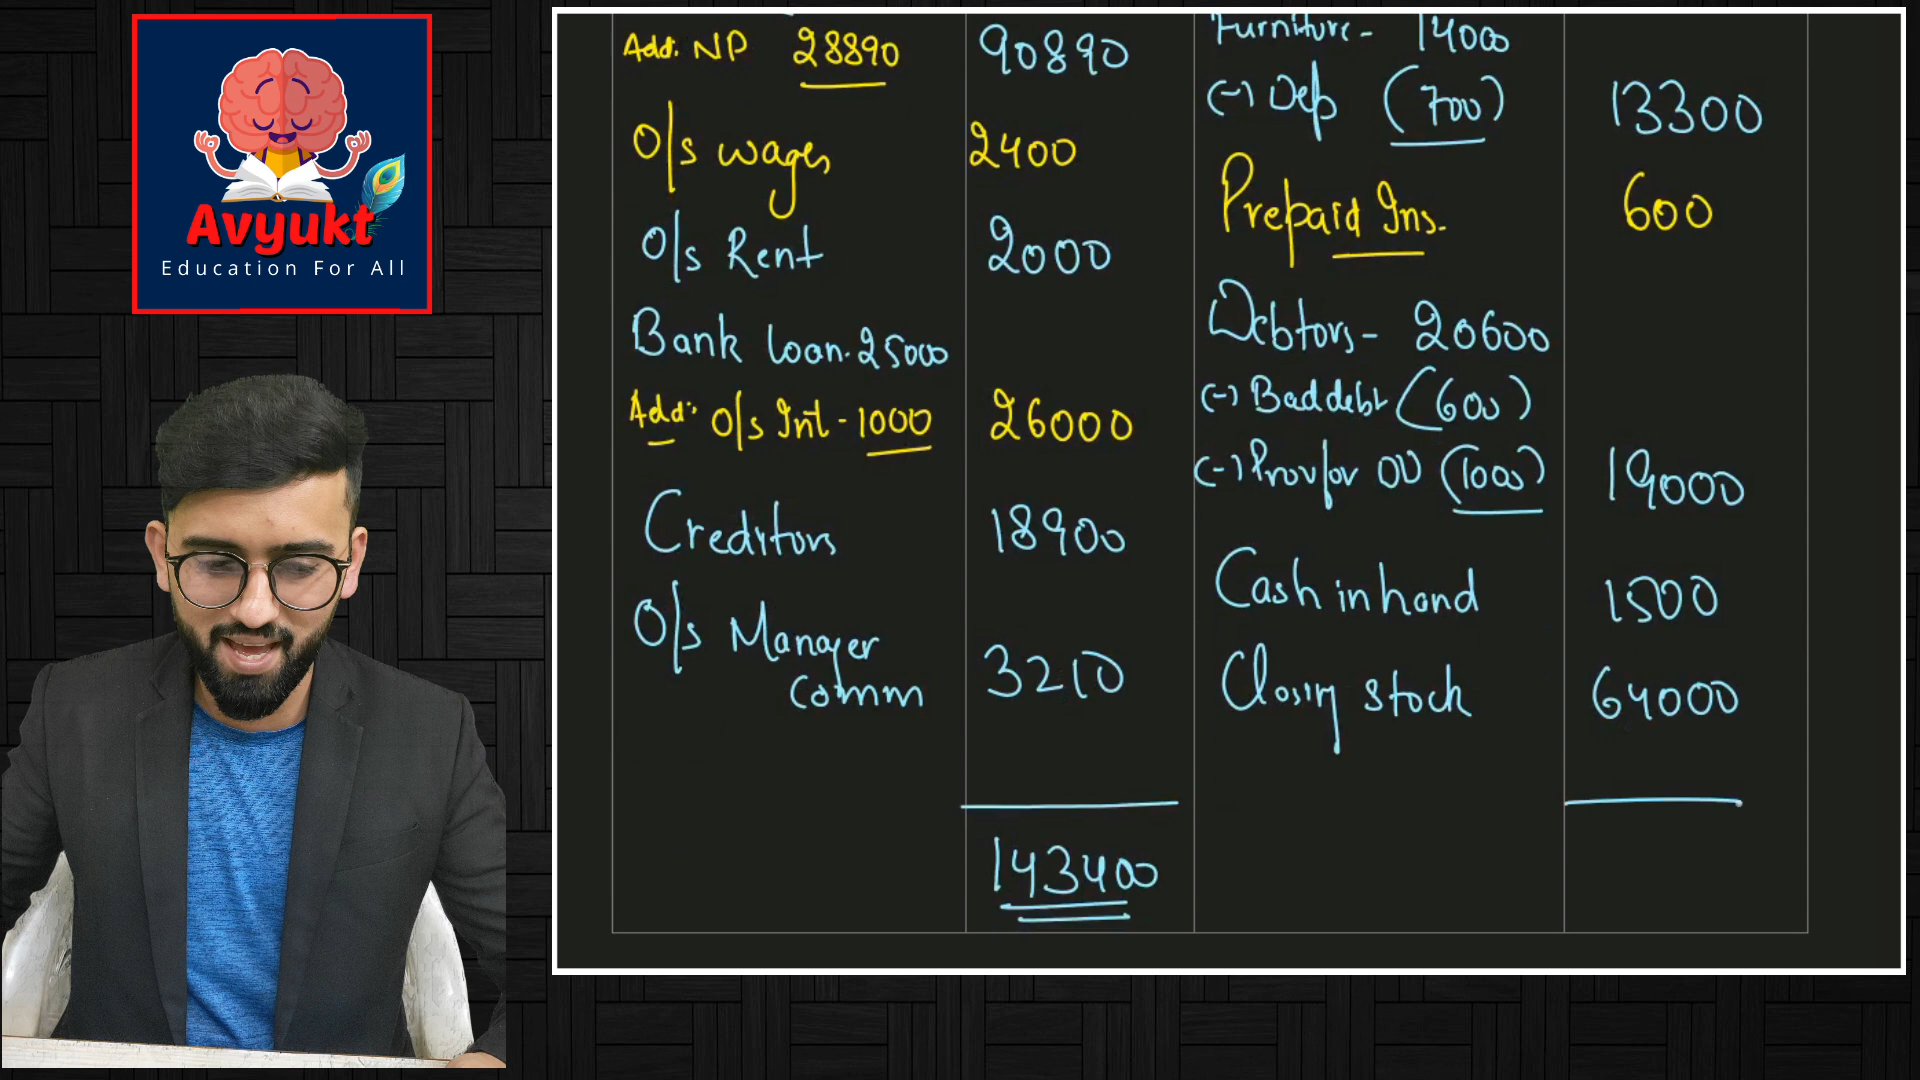 Avyukt
Education For All
Add: NP 28890 90890
O/s wages 2400
O/s Rent 2000
Bank loan. 25000
Add: O/s Int - 1000 26000
Creditors 18900
O/s Manager
comm 3210
143400
Furniture - 14000
(-) Dep (700) 13300
Prepaid Ins. 600
Debtors - 20600
(-) Bad debt (600)
(-) Prov for DD (1000) 19000
Cash in hand 1500
Closing stock 64000